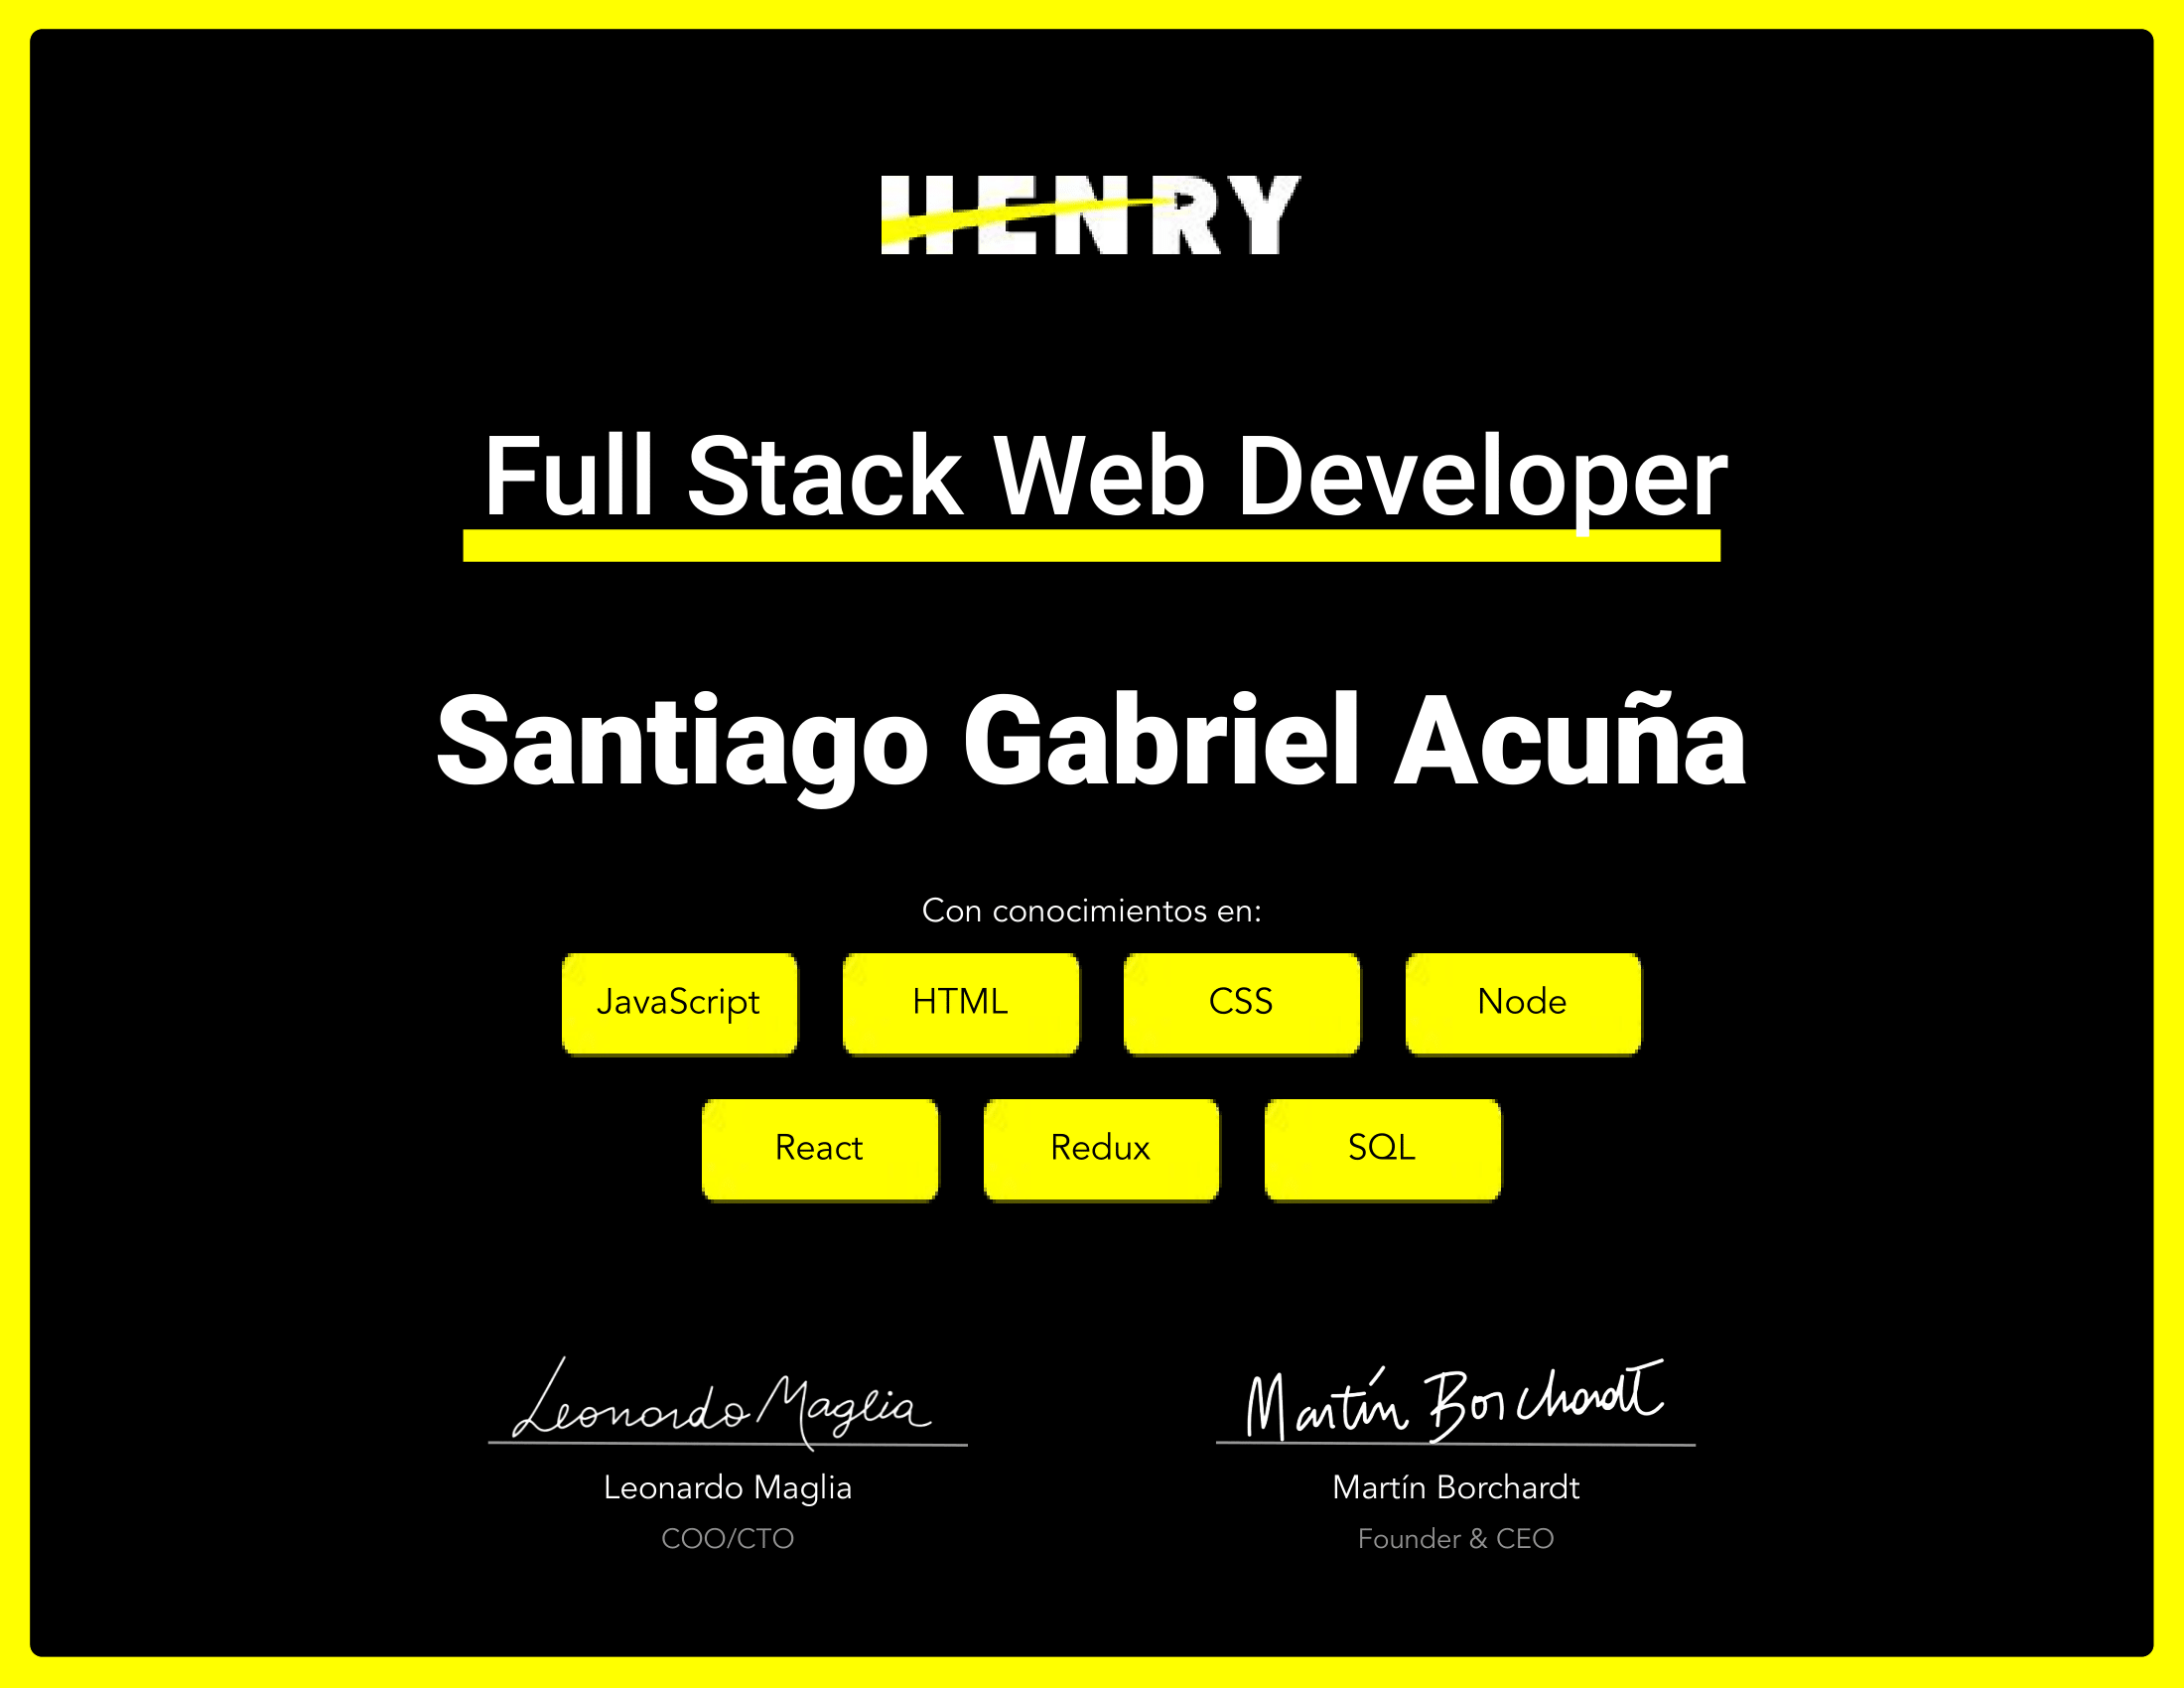 HENRY
Full Stack Web Developer
Santiago Gabriel Acuña
Con conocimientos en:
JavaScript HTML CSS Node
React Redux SQL
Leonardo Maglia Martín Borchardt
Leonardo Maglia Martín Borchardt
COO/CTO Founder & CEO